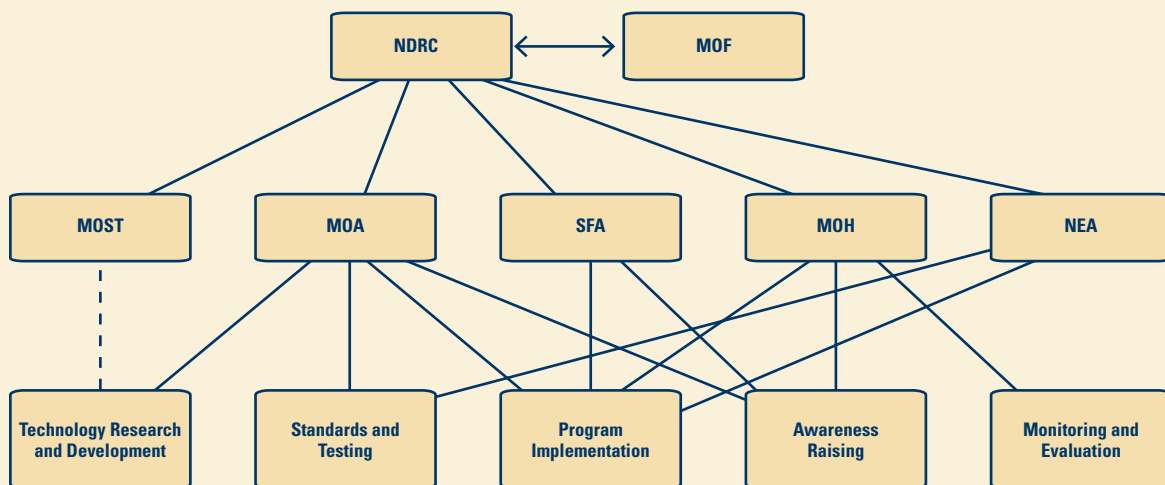 NDRC
MOF
MOST
MOA
SFA
MOH
NEA
Technology Research
and Development
Standards and
Testing
Program
Implementation
Awareness
Raising
Monitoring and
Evaluation